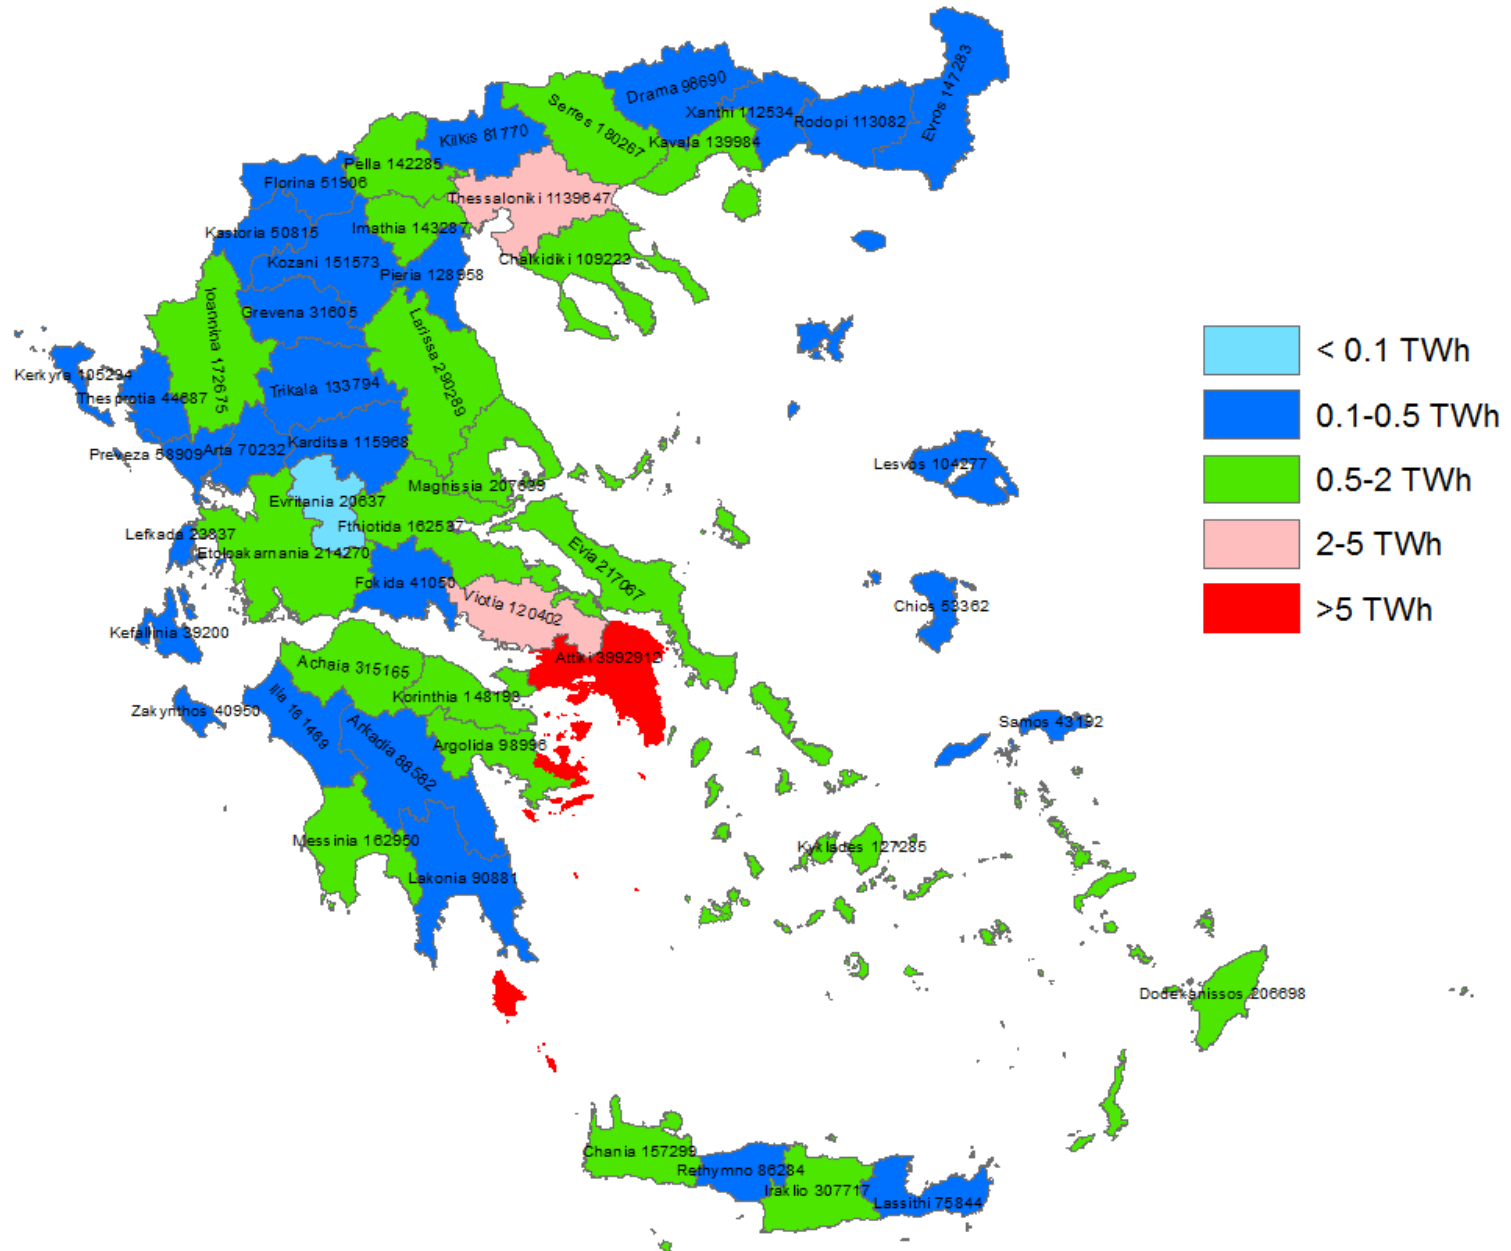 Drama 98690
Evros 147283
Serres 180267
Xanthi 112534
Rodopi 113082
Kilkis 81770
Kavala 139984
Pella 142285
Florina 51906
Thessaloniki 1139647
Kastoria 50815
Imathia 143287
Kozani 151573
Pieria 128958
Chalkidiki 109223
Grevena 31605
Ioannina 172675
Larissa 290289
Kerkyra 105294
Thesprotia 44687
Trikala 133794
Preveza 58909
Arta 70232
Karditsa 115968
Lesvos 104277
Magnissia 207699
Evritania 20637
Fthiotida 162537
Lefkada 23837
Etoloakarnania 214270
Evia 217067
Fokida 41050
Viotia 120402
Chios 53362
Kefallinia 39200
Attiki 3992912
Achaia 315165
Korinthia 148193
Zakynthos 40950
Ilia 161469
Arkadia 88582
Argolida 98996
Samos 43192
Messinia 162950
Kyklades 127285
Lakonia 90881
Dodekanissos 206698
Chania 157299
Rethymno 86284
Iraklio 307717
Lassithi 75844
< 0.1 TWh
0.1-0.5 TWh
0.5-2 TWh
2-5 TWh
>5 TWh